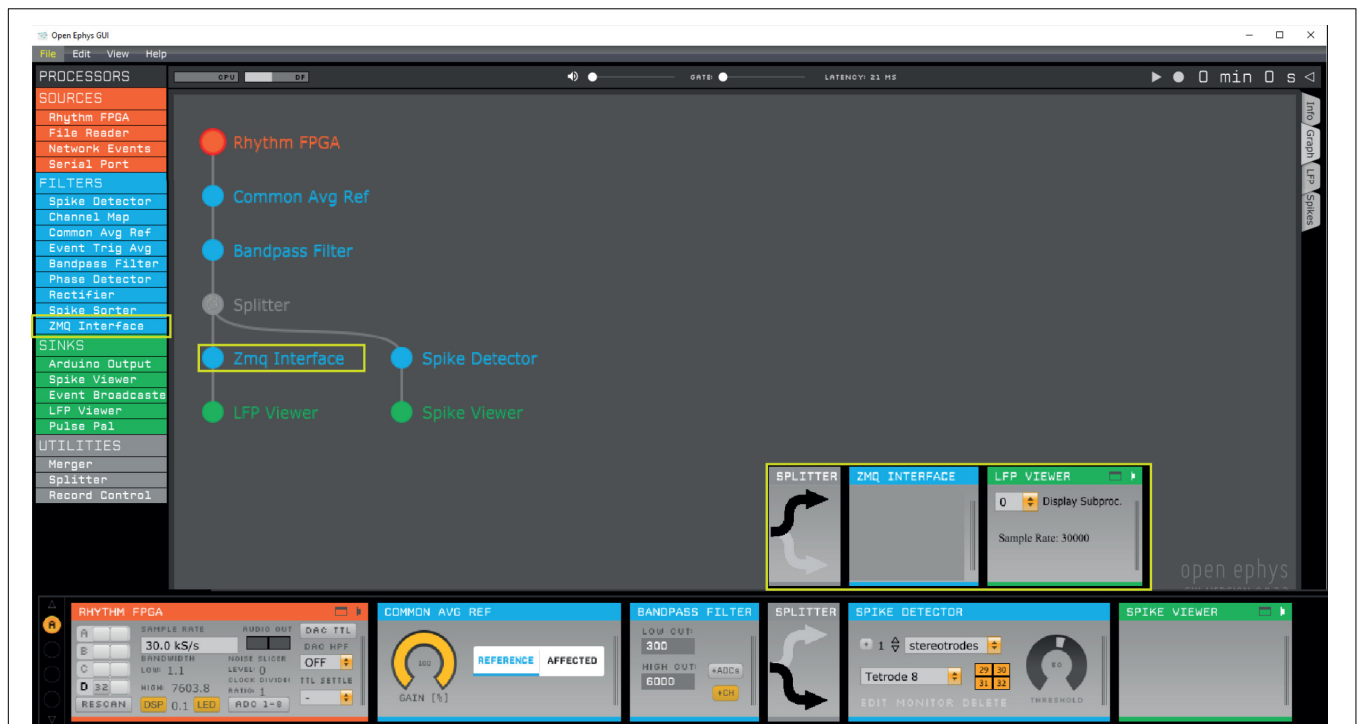 Open Ephys GUI
File Edit View Help
PROCESSORS
CPU DF
GATE:
LATENCY: 21 MS
0 min 0 s
SOURCES
Rhythm FPGA
File Reader
Network Events
Serial Port
FILTERS
Spike Detector
Channel Map
Common Avg Ref
Event Trig Avg
Bandpass Filter
Phase Detector
Rectifier
Spike Sorter
ZMQ Interface
SINKS
Arduino Output
Spike Viewer
Event Broadcaste
LFP Viewer
Pulse Pal
UTILITIES
Merger
Splitter
Record Control
Rhythm FPGA
Common Avg Ref
Bandpass Filter
Splitter
Zmq Interface
Spike Detector
LFP Viewer
Spike Viewer
Info
Graph
LFP
Spikes
SPLITTER
ZMQ INTERFACE
LFP VIEWER
0 Display Subproc.
Sample Rate: 30000
open ephys
A
RHYTHM FPGA
A
B
C
D 32
RESCAN
SAMPLE RATE
30.0 kS/s
BANDWIDTH
LOW: 1.1
HIGH: 7603.8
DSP 0.1 LED
AUDIO OUT
NOISE SLICER
LEVEL: 0
CLOCK DIVIDER
RATIO: 1
ADC 1-8
DAC TTL
DAC HPF
OFF
TTL SETTLE
-
COMMON AVG REF
100
GAIN [%]
REFERENCE AFFECTED
BANDPASS FILTER
LOW CUT:
300
HIGH CUT:
6000
+ADCs
+CH
SPLITTER
SPIKE DETECTOR
+ 1 stereotrodes
Tetrode 8
29 30
31 32
EDIT MONITOR DELETE
80
THRESHOLD
SPIKE VIEWER